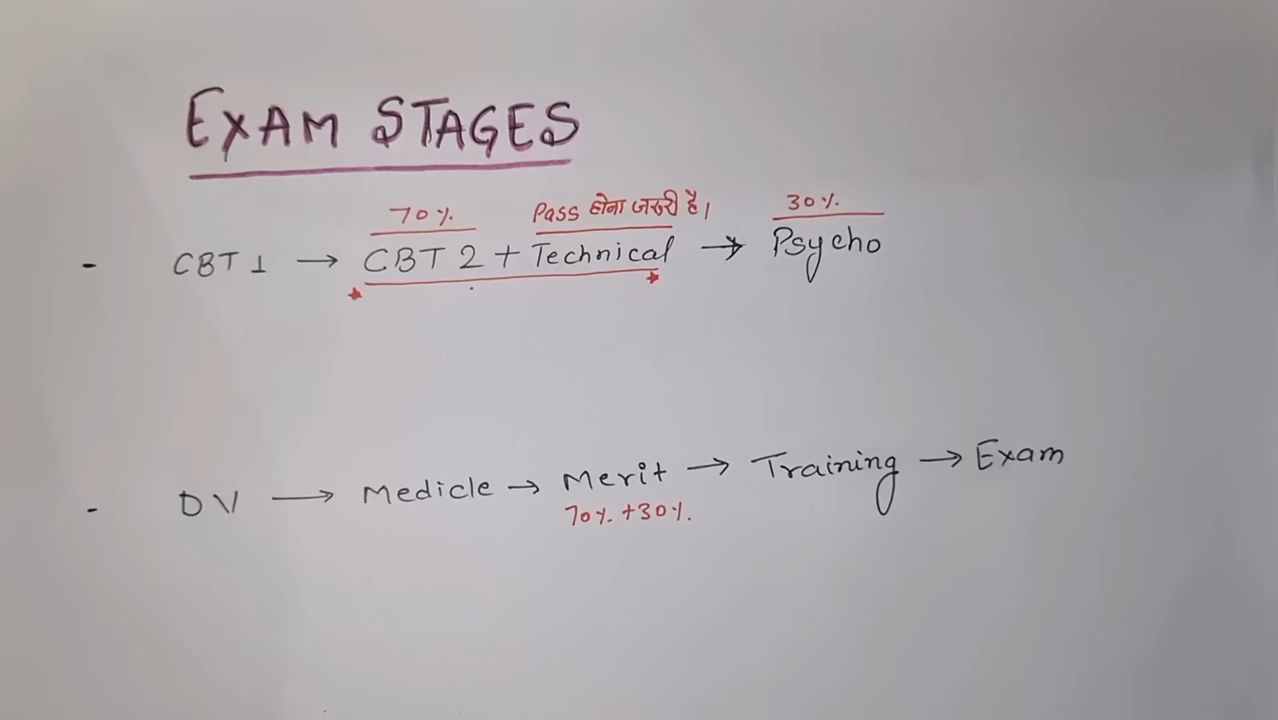 EXAM STAGES
70% Pass होना जरूरी है। 30%
- CBT 1 → CBT 2 + Technical → Psycho
- DV → Medicle → Merit → Training → Exam
70% + 30%